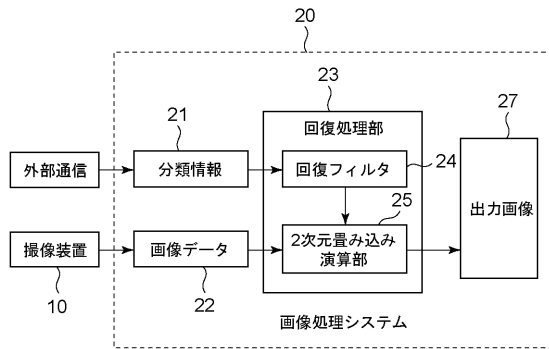 20
23
21
27
回復処理部
外部通信
分類情報
回復フィルタ
24
25
出力画像
撮像装置
画像データ
2次元畳み込み
演算部
10
22
画像処理システム